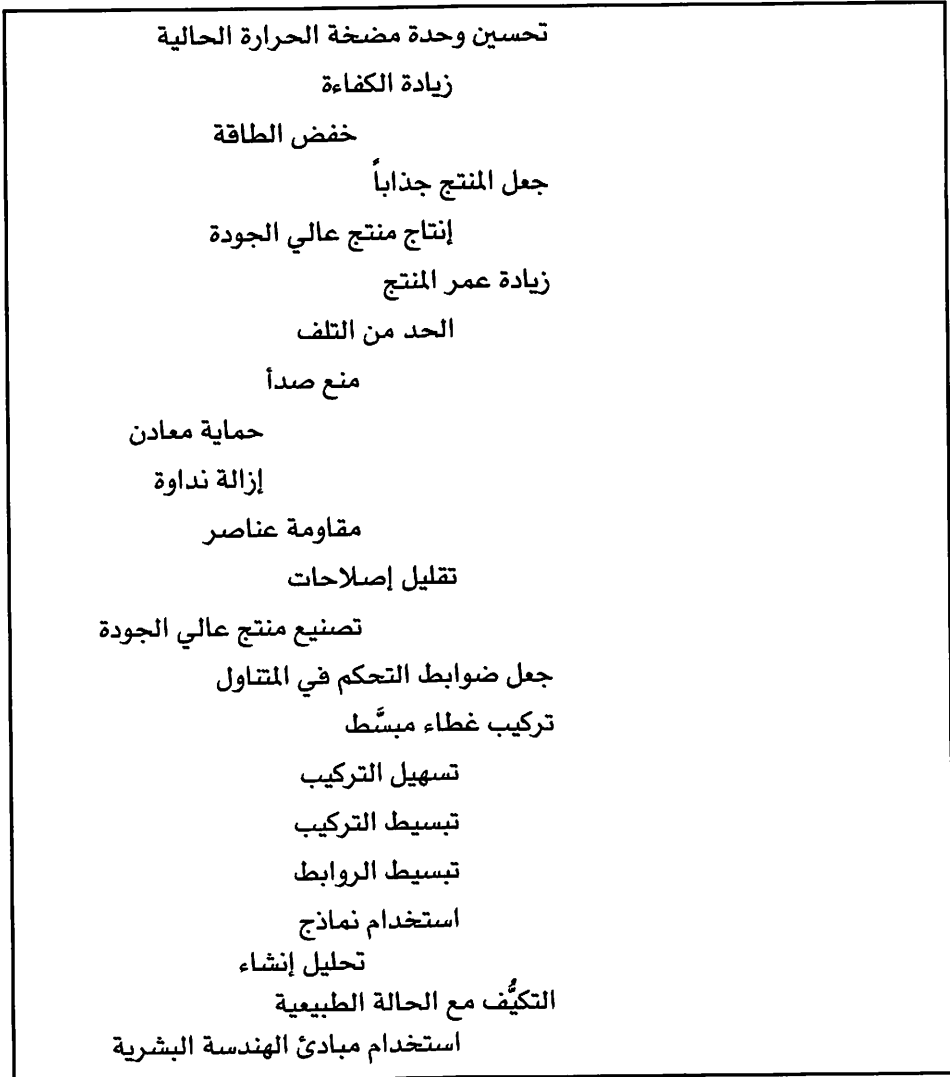 تحسين وحدة مضخة الحرارة الحالية
زيادة الكفاءة
خفض الطاقة
جعل المنتج جذاباً
إنتاج منتج عالي الجودة
زيادة عمر المنتج
الحد من التلف
منع صدأ
حماية معادن
إزالة نداوة
مقاومة عناصر
تقليل إصلاحات
تصنيع منتج عالي الجودة
جعل ضوابط التحكم في المتناول
تركيب غطاء مبسَّط
تسهيل التركيب
تبسيط التركيب
تبسيط الروابط
استخدام نماذج
تحليل إنشاء
التكيُّف مع الحالة الطبيعية
استخدام مبادئ الهندسة البشرية